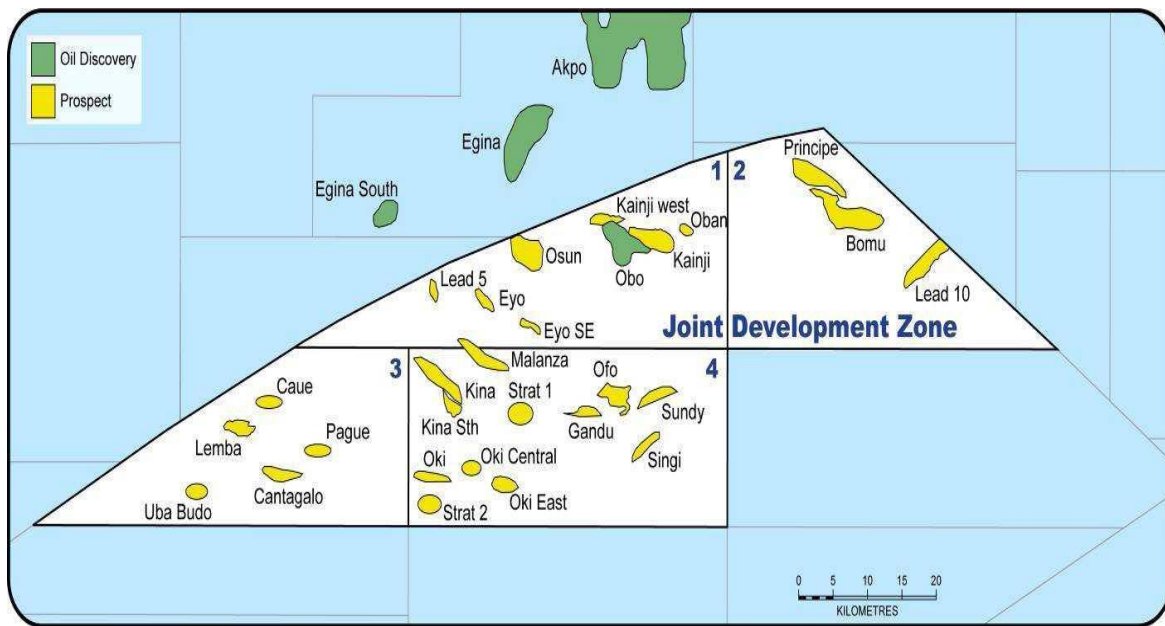 Oil Discovery
Prospect
Akpo
Egina
Egina South
1
2
Principe
Kainji west
Oban
Bomu
Osun
Kainji
Obo
Lead 5
Eyo
Lead 10
Eyo SE
Joint Development Zone
3
Malanza
4
Ofo
Caue
Kina
Strat 1
Sundy
Kina Sth
Gandu
Lemba
Pague
Singi
Oki
Oki Central
Cantagalo
Oki East
Uba Budo
Strat 2
0 5 10 15 20
KILOMETRES